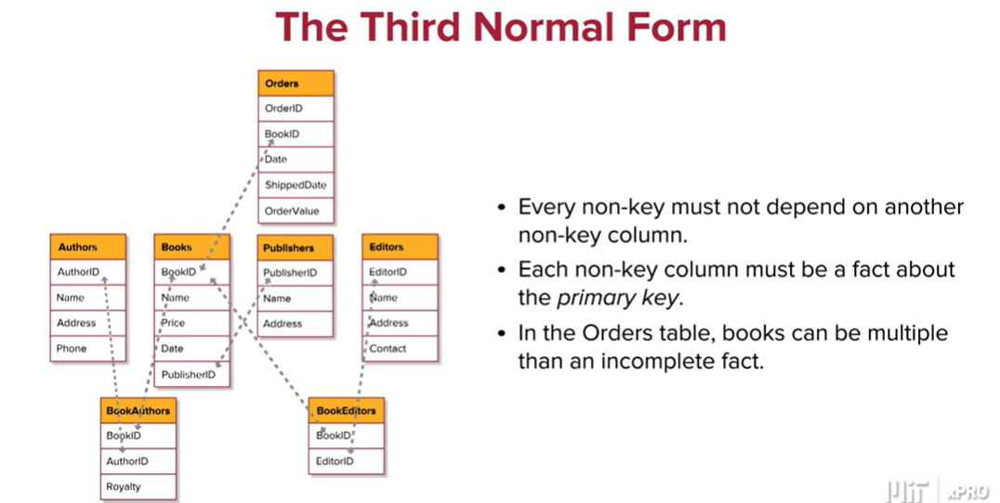 The Third Normal Form
Orders
OrderID
BookID
Date
ShippedDate
OrderValue
Authors
AuthorID
Name
Address
Phone
Books
BookID
Name
Price
Date
PublisherID
Publishers
PublisherID
Name
Address
Editors
EditorID
Name
Address
Contact
BookAuthors
BookID
AuthorID
Royalty
BookEditors
BookID
EditorID
• Every non-key must not depend on another
non-key column.
• Each non-key column must be a fact about
the primary key.
• In the Orders table, books can be multiple
than an incomplete fact.
MIT | xPRO